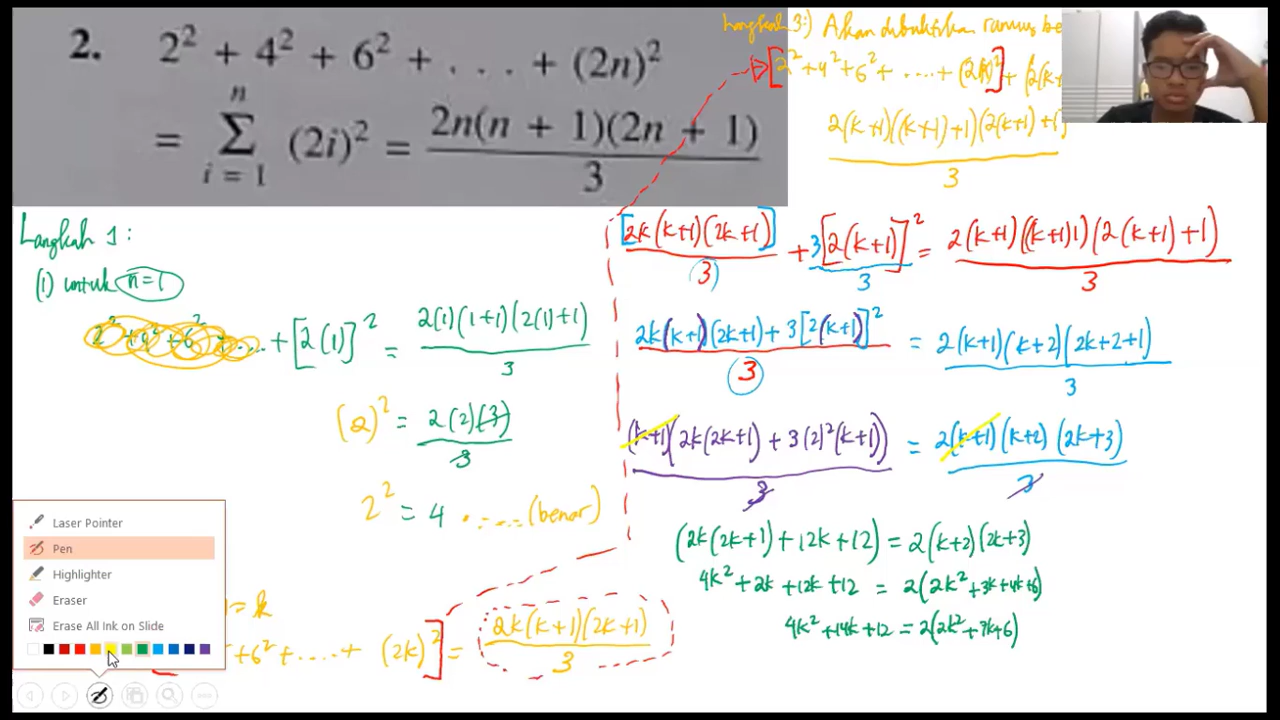 2. 2² + 4² + 6² + . . . + (2n)²
= n Σ i = 1 (2i)² = 2n(n + 1)(2n + 1) / 3
Langkah 3:) Akan dibuktikan rumus be
[2² + 4² + 6² + .... + (2k)²] + (2(k+
2(k+1)((k+1)+1)(2(k+1)+1) / 3
Langkah 1:
(1) untuk n=1
2² + 4² + 6² + ... + [2(1)]² = 2(1)(1+1)(2(1)+1) / 3
(2)² = 2(2)(3) / 3
2² = 4 ....... (benar)
= k
+6² + ..... + (2k)²] = 2k(k+1)(2k+1) / 3
[2k(k+1)(2k+1)] / 3 + 3[2(k+1)]² / 3 = 2(k+1)((k+1)1)(2(k+1)+1) / 3
2k(k+1)(2k+1) + 3[2(k+1)]² / 3 = 2(k+1)(k+2)(2k+2+1) / 3
(k+1)(2k(2k+1) + 3(2)²(k+1)) / 3 = 2(k+1)(k+2)(2k+3) / 3
(2k(2k+1) + 12k + 12) = 2(k+2)(2k+3)
4k² + 2k + 12k + 12 = 2(2k² + 3k + 4k + 6)
4k² + 14k + 12 = 2(2k² + 7k + 6)
Laser Pointer
Pen
Highlighter
Eraser
Erase All Ink on Slide